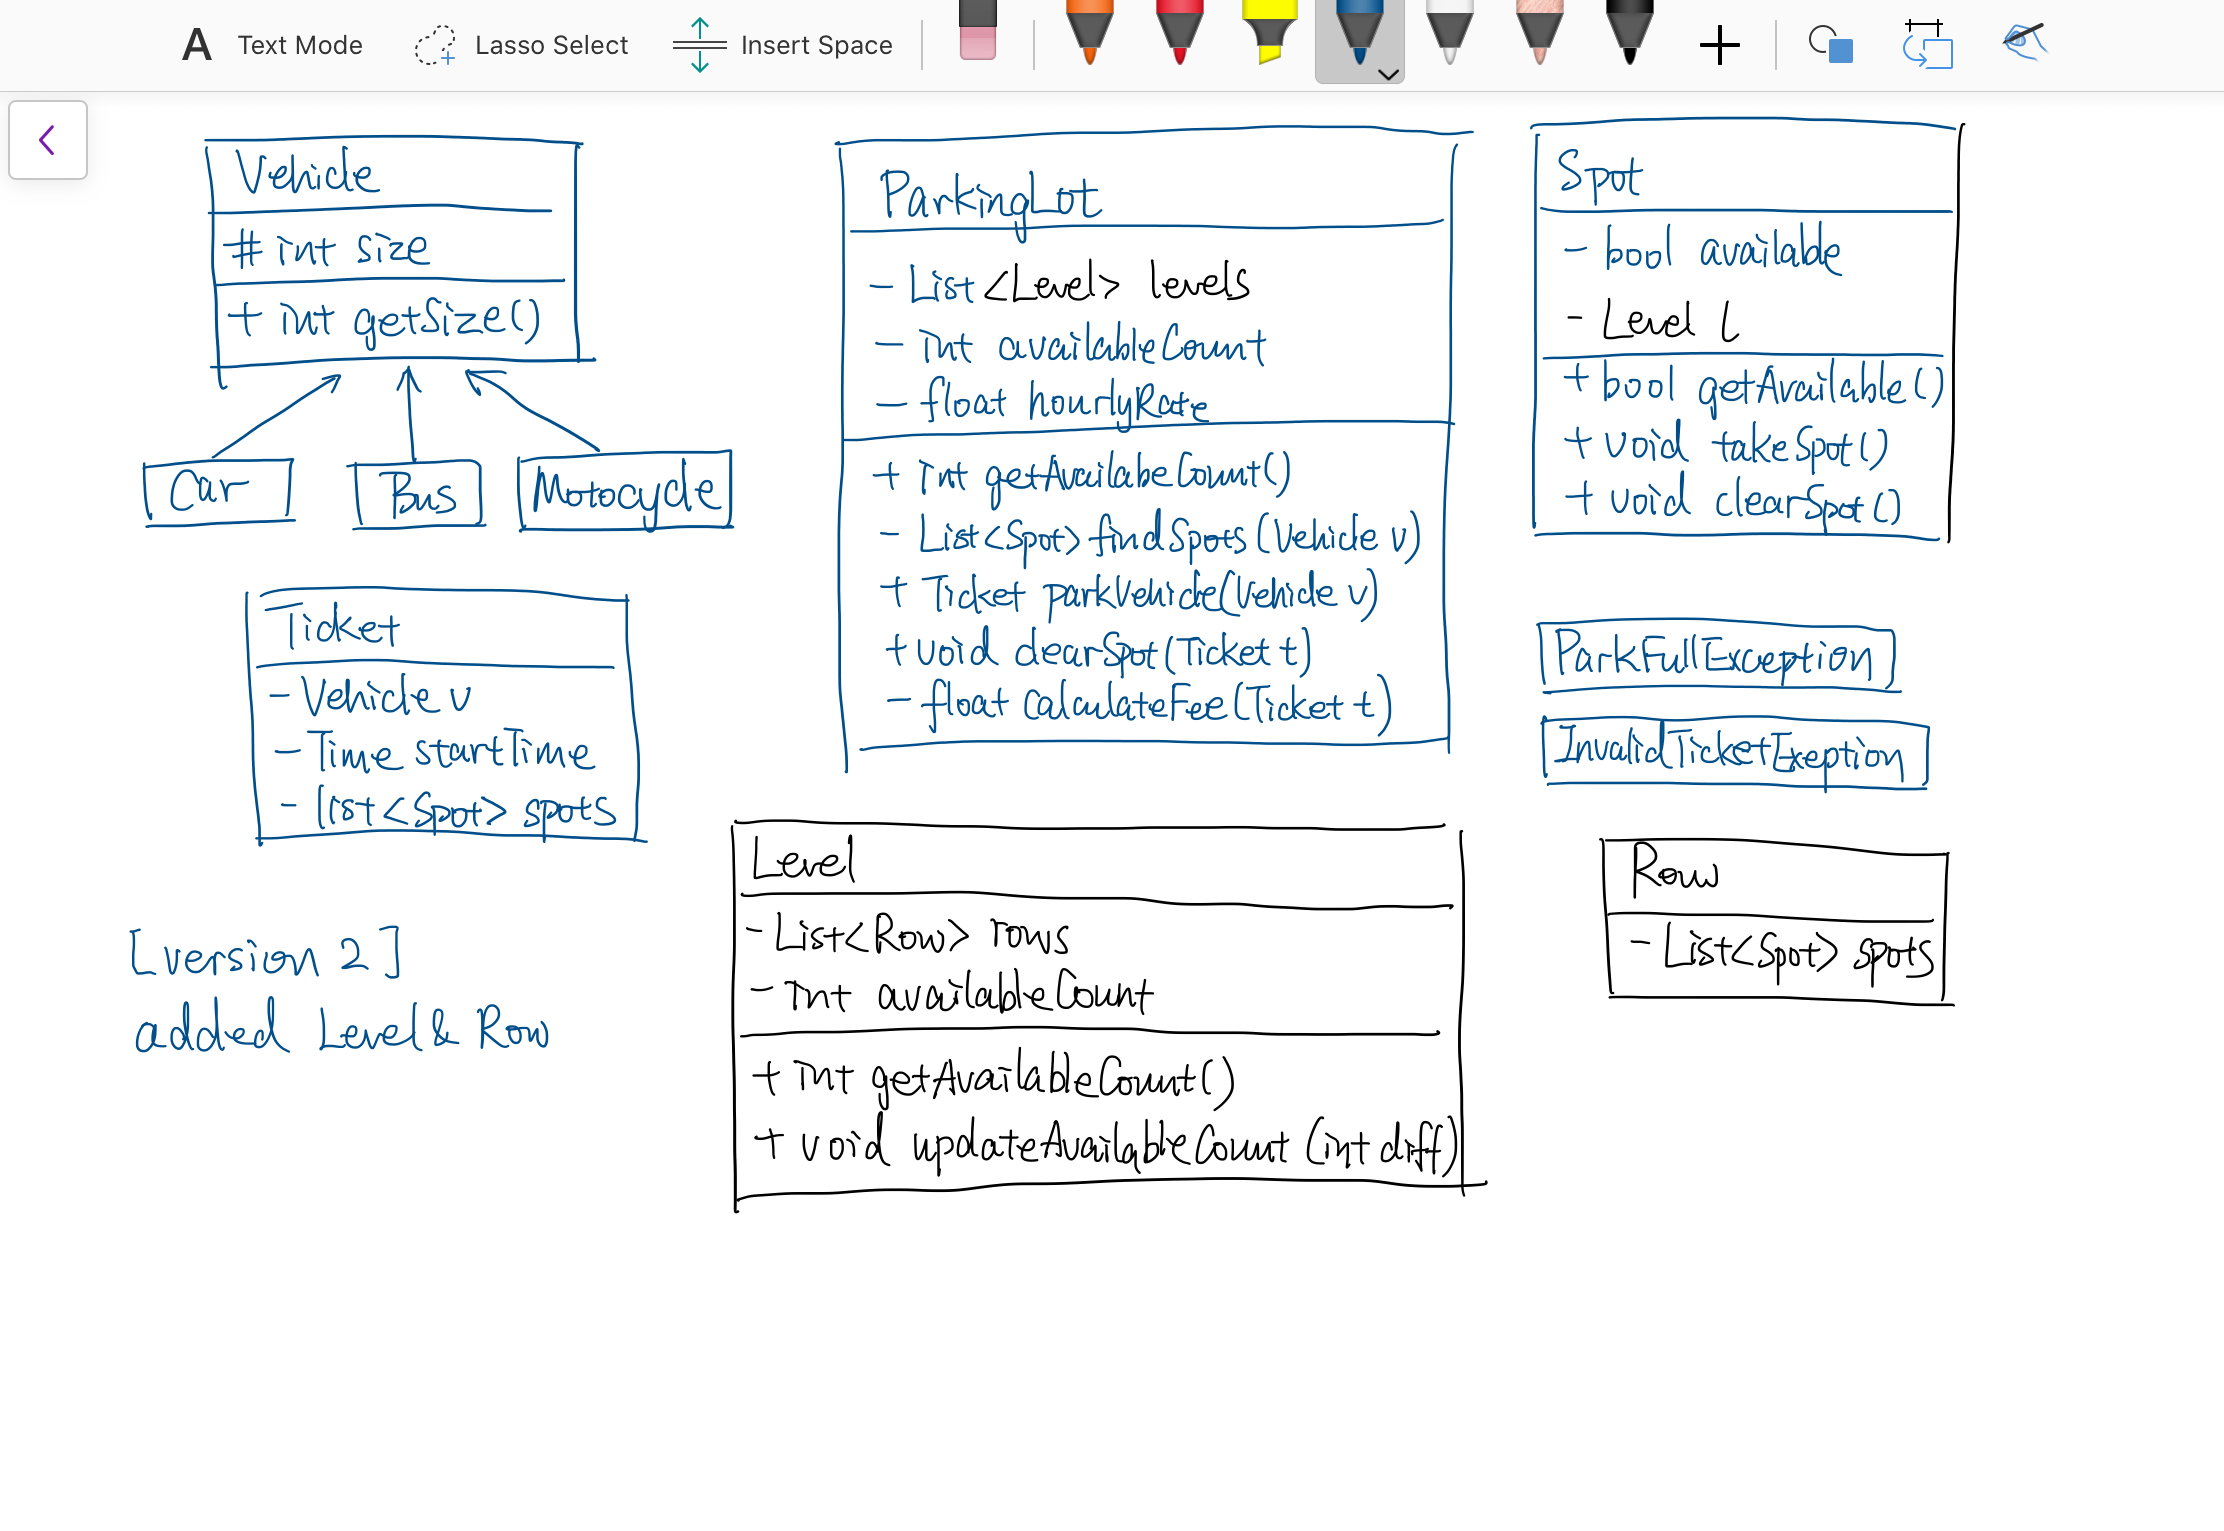 A Text Mode Lasso Select Insert Space
Vehicle
# int size
+ int getSize()
Car
Bus
Motocycle
Ticket
- Vehicle v
- Time startTime
- list<Spot> spots
[version 2]
added Level & Row
ParkingLot
- List<Level> levels
- int availableCount
- float hourlyRate
+ int getAvailabeCount()
- List<Spot> findSpots(Vehicle v)
+ Ticket parkVehicle(Vehicle v)
+ void clearSpot(Ticket t)
- float calculateFee(Ticket t)
Spot
- bool available
- Level l
+ bool getAvailable()
+ void takeSpot()
+ void clearSpot()
ParkFullException
InvalidTicketExeption
Level
- List<Row> rows
- int availableCount
+ int getAvailableCount()
+ void updateAvailableCount(int diff)
Row
- List<Spot> spots